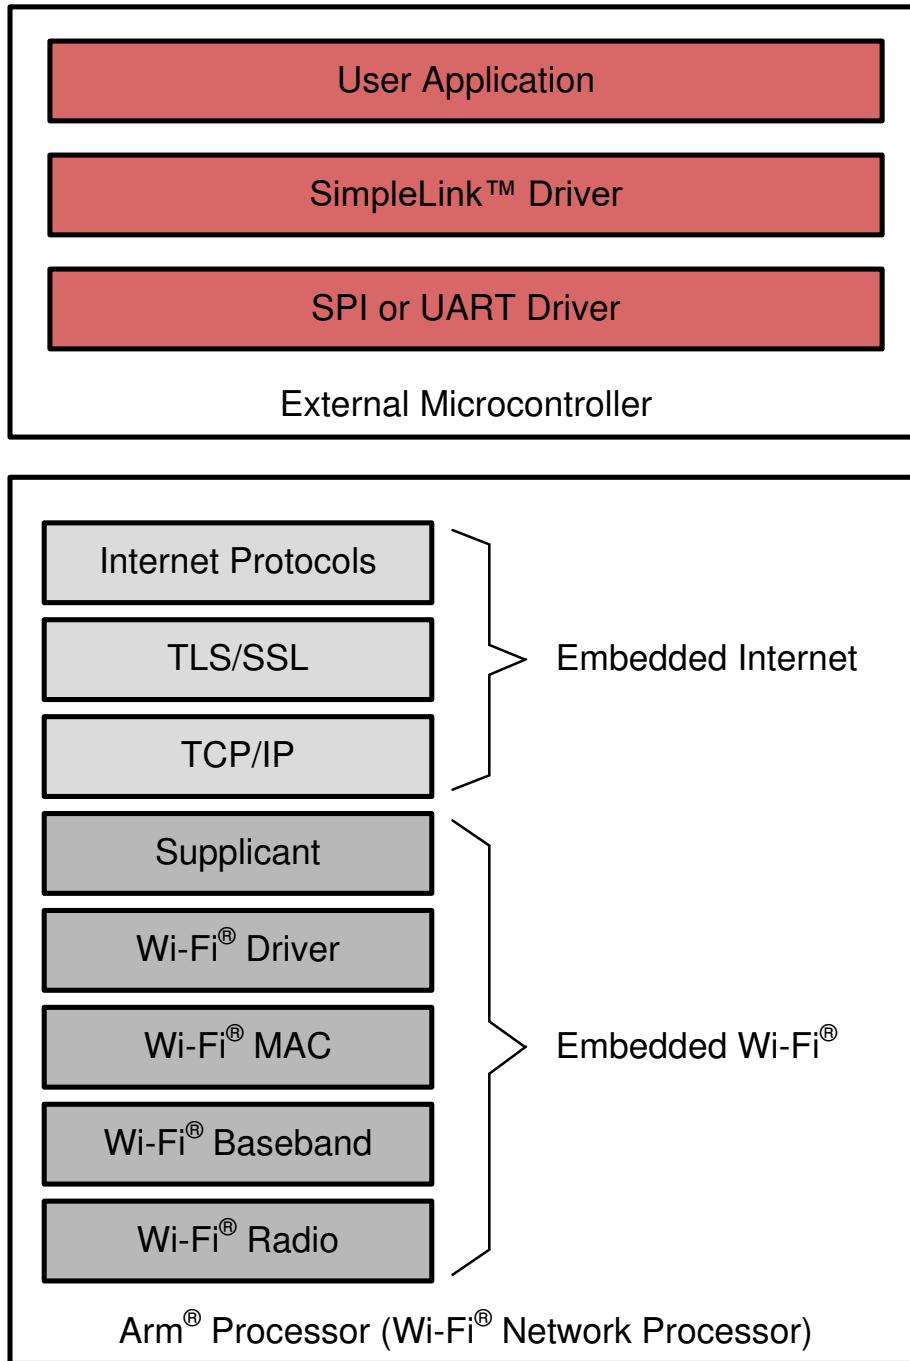 User Application
SimpleLink™ Driver
SPI or UART Driver
External Microcontroller
Internet Protocols
TLS/SSL
Embedded Internet
TCP/IP
Supplicant
Wi-Fi® Driver
Wi-Fi® MAC
Embedded Wi-Fi®
Wi-Fi® Baseband
Wi-Fi® Radio
Arm® Processor (Wi-Fi® Network Processor)